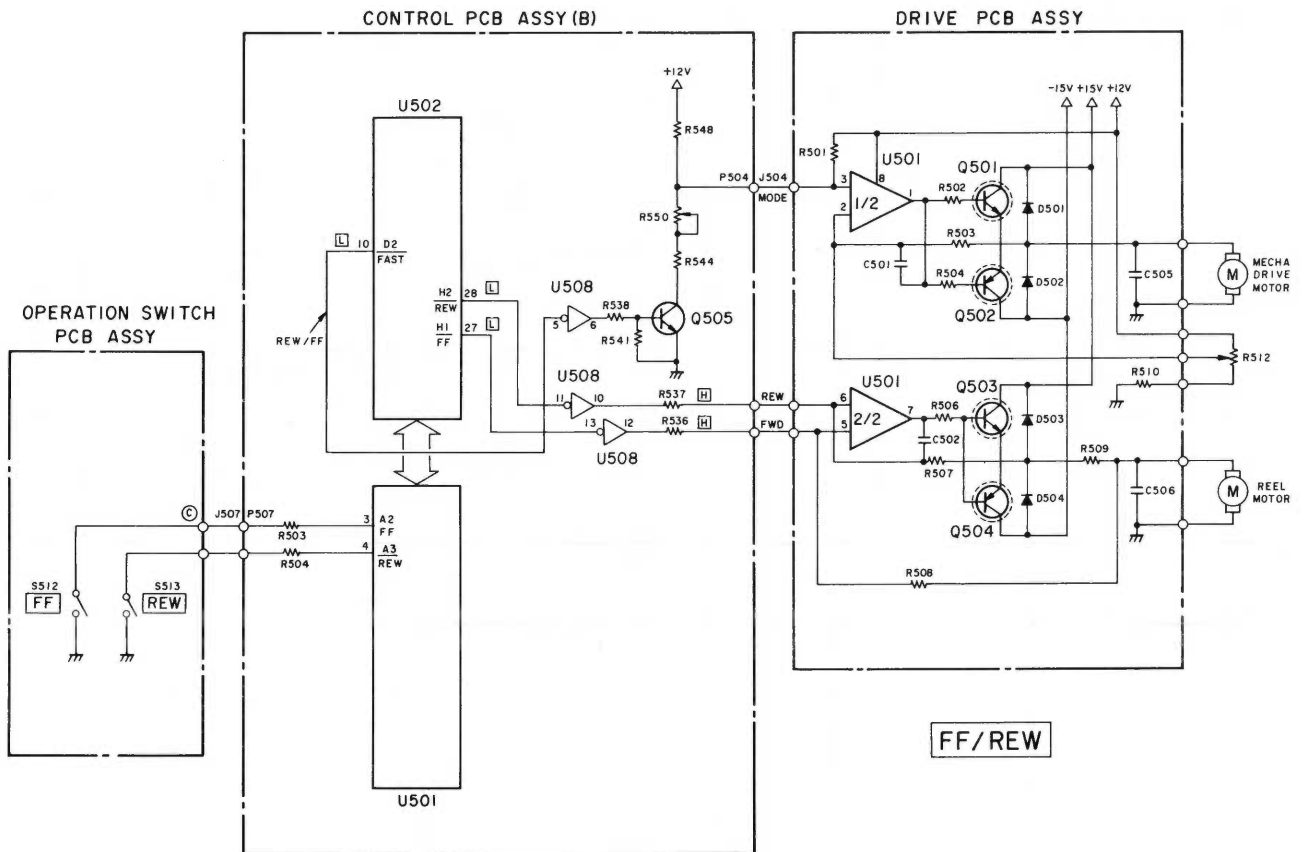 CONTROL PCB ASSY (B)
DRIVE PCB ASSY
OPERATION SWITCH
PCB ASSY
+12V
R548
U502
R550
R544
L
10
D2
FAST
H2
REW
28
L
H1
FF
27
L
REW/FF
U508
5
6
R538
R541
Q505
U508
11
10
R537
H
REW
13
12
R536
H
FWD
U508
P504
J504
MODE
C
J507
P507
R503
3
A2
FF
R504
4
A3
REW
S512
FF
S513
REW
U501
-15V
+15V
+12V
R501
U501
3
8
2
1/2
1
R502
Q501
D501
R503
C501
R504
Q502
D502
C505
M
MECHA
DRIVE
MOTOR
R512
R510
U501
6
5
2/2
7
R506
Q503
D503
C502
R507
R509
Q504
D504
C506
M
REEL
MOTOR
R508
FF/REW